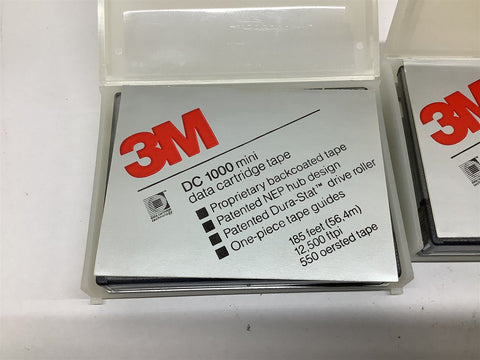 3M
DC 1000 mini
data cartridge tape
■ Proprietary backcoated tape
■ Patented NEP hub design
■ Patented Dura-Stat™ drive roller
■ One-piece tape guides
185 feet (56.4m)
12,500 ftpi
550 oersted tape
3M